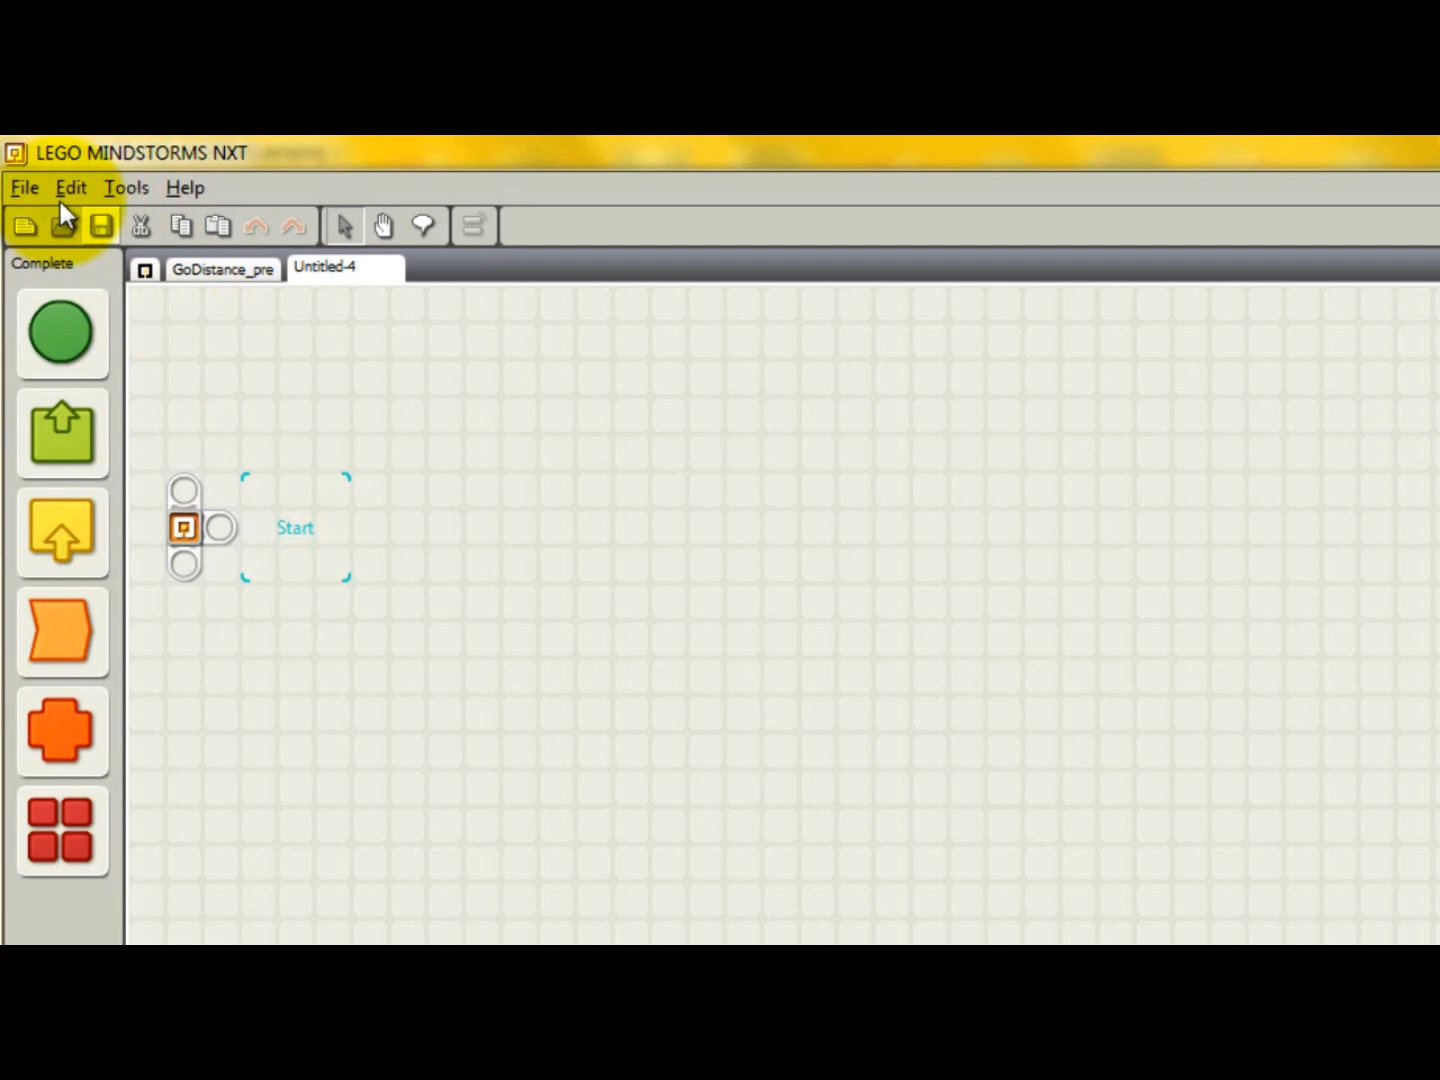 LEGO MINDSTORMS NXT
File Edit Tools Help
Complete
GoDistance_pre Untitled-4
Start